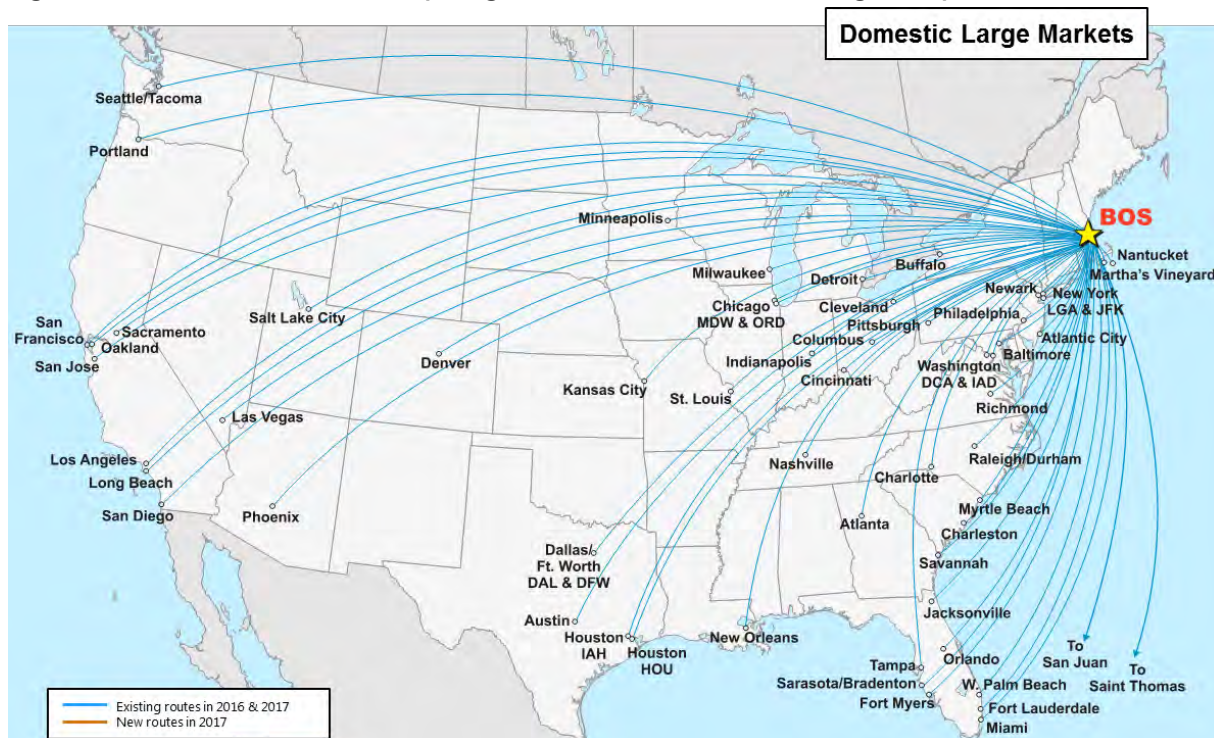 Domestic Large Markets
Seattle/Tacoma
Portland
Minneapolis
BOS
Nantucket
Martha's Vineyard
Buffalo
Milwaukee
Detroit
Chicago
MDW & ORD
Cleveland
Pittsburgh
Philadelphia
Newark
New York
LGA & JFK
Atlantic City
Baltimore
Washington
DCA & IAD
Richmond
Columbus
Indianapolis
Cincinnati
San
Francisco
Sacramento
Oakland
San Jose
Salt Lake City
Denver
Kansas City
St. Louis
Las Vegas
Los Angeles
Long Beach
San Diego
Phoenix
Nashville
Charlotte
Raleigh/Durham
Myrtle Beach
Charleston
Atlanta
Savannah
Jacksonville
Dallas/
Ft. Worth
DAL & DFW
Austin
Houston
IAH
Houston
HOU
New Orleans
Tampa
Orlando
Sarasota/Bradenton
W. Palm Beach
Fort Myers
Fort Lauderdale
Miami
To
San Juan
To
Saint Thomas
Existing routes in 2016 & 2017
New routes in 2017